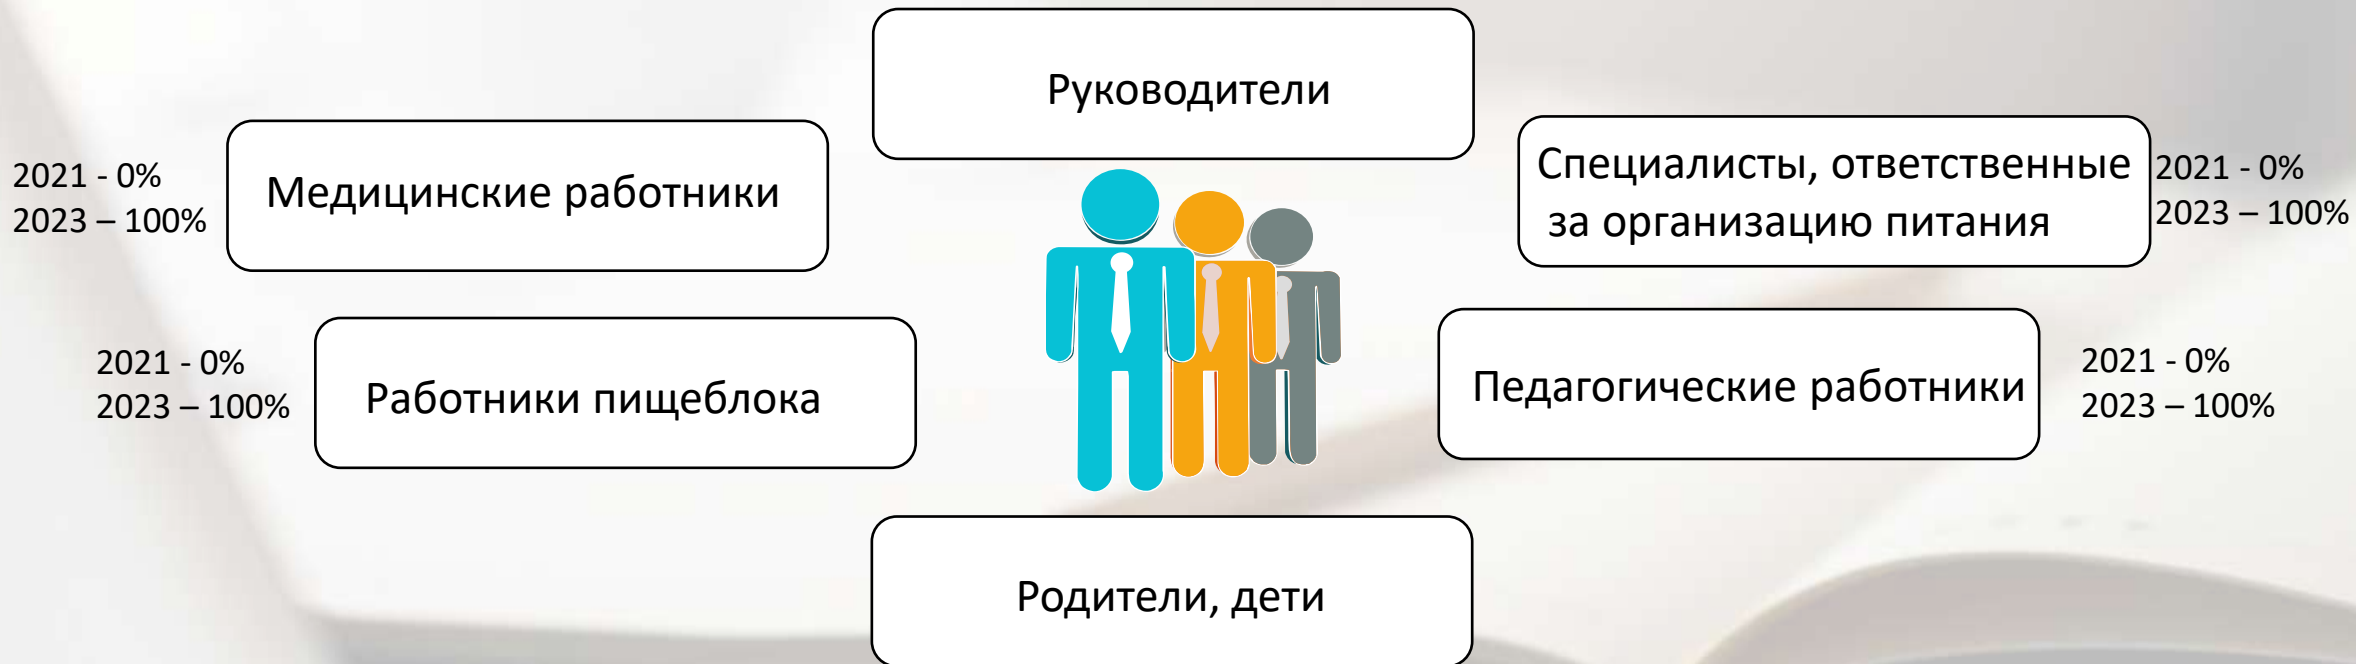 Руководители
2021 - 0%
2023 – 100%
Медицинские работники
Специалисты, ответственные
за организацию питания
2021 - 0%
2023 – 100%
2021 - 0%
2023 – 100%
Работники пищеблока
Педагогические работники
2021 - 0%
2023 – 100%
Родители, дети